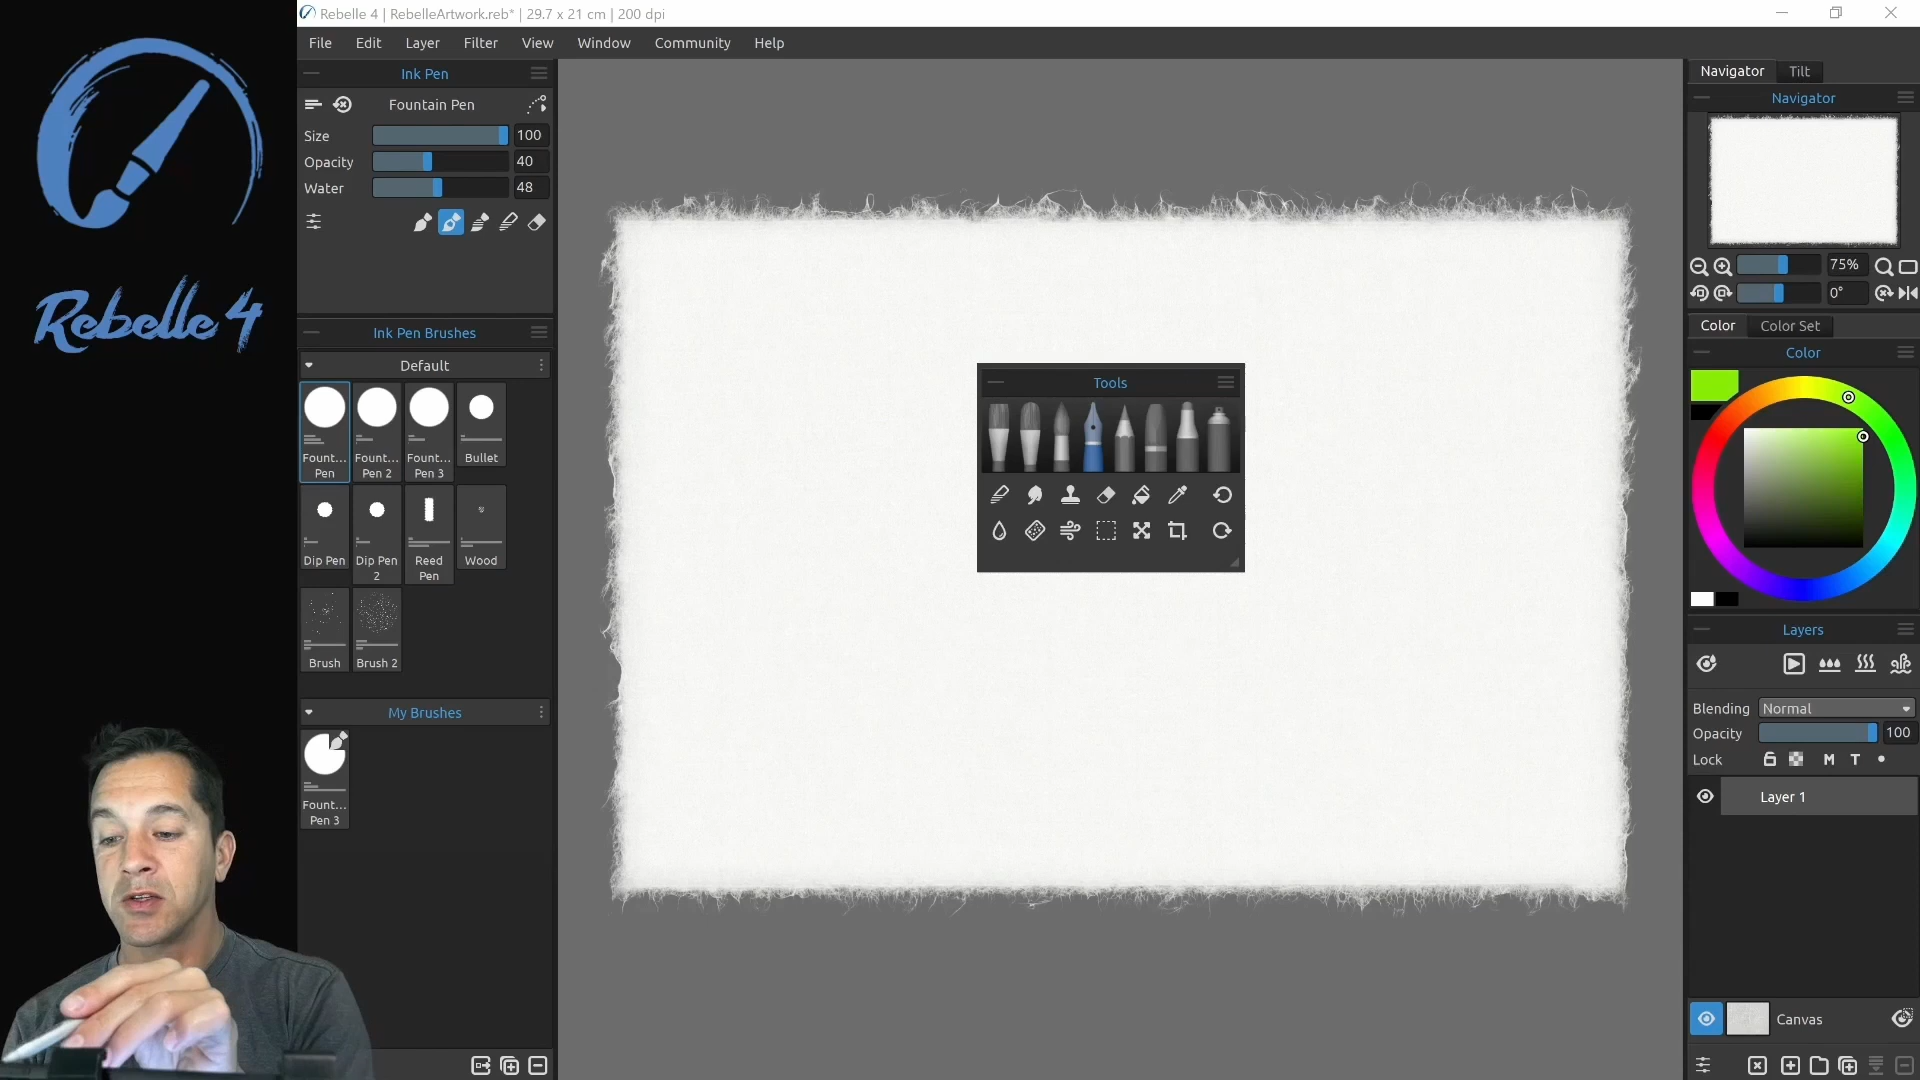 Rebelle 4
Rebelle 4 | RebelleArtwork.reb* | 29.7 x 21 cm | 200 dpi
File Edit Layer Filter View Window Community Help
Ink Pen
Fountain Pen
Size 100
Opacity 40
Water 48
Ink Pen Brushes
Default
Fount... Pen
Fount... Pen 2
Fount... Pen 3
Bullet
Dip Pen
Dip Pen 2
Reed Pen
Wood
Brush
Brush 2
My Brushes
Fount... Pen 3
Tools
Navigator Tilt
Navigator
75%
0°
Color Color Set
Color
Layers
Blending Normal
Opacity 100
Lock M T
Layer 1
Canvas